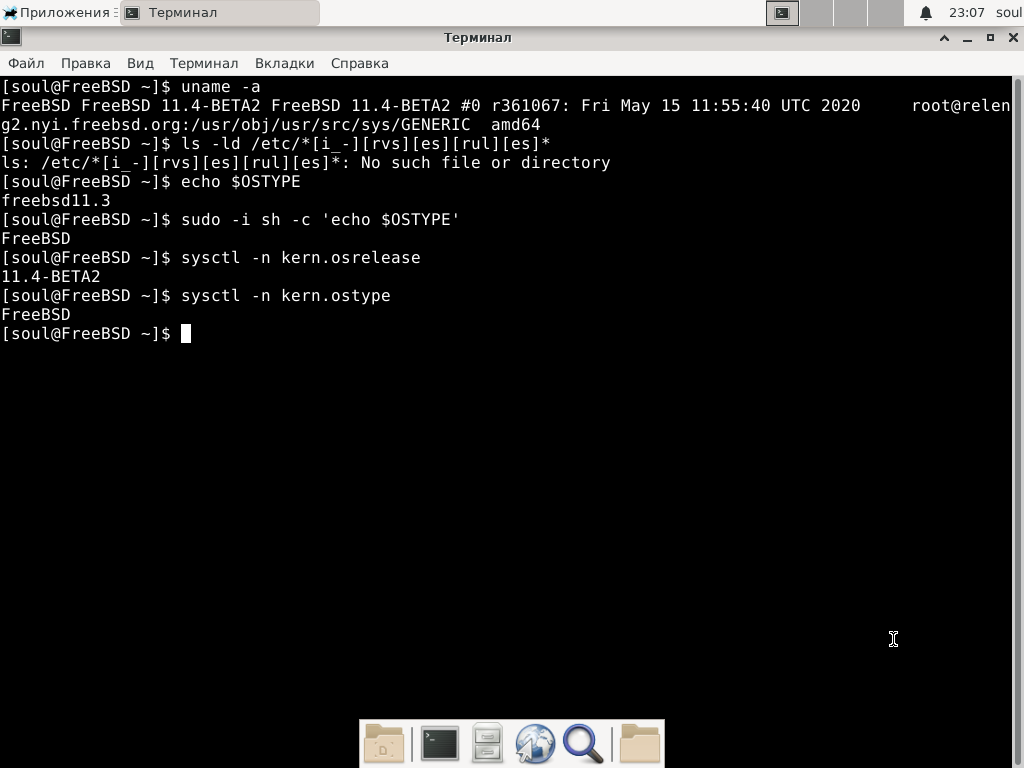 Приложения Терминал 23:07 soul
Терминал
Файл Правка Вид Терминал Вкладки Справка
[soul@FreeBSD ~]$ uname -a
FreeBSD FreeBSD 11.4-BETA2 FreeBSD 11.4-BETA2 #0 r361067: Fri May 15 11:55:40 UTC 2020     root@relen
g2.nyi.freebsd.org:/usr/obj/usr/src/sys/GENERIC  amd64
[soul@FreeBSD ~]$ ls -ld /etc/*[i_-][rvs][es][rul][es]*
ls: /etc/*[i_-][rvs][es][rul][es]*: No such file or directory
[soul@FreeBSD ~]$ echo $OSTYPE
freebsd11.3
[soul@FreeBSD ~]$ sudo -i sh -c 'echo $OSTYPE'
FreeBSD
[soul@FreeBSD ~]$ sysctl -n kern.osrelease
11.4-BETA2
[soul@FreeBSD ~]$ sysctl -n kern.ostype
FreeBSD
[soul@FreeBSD ~]$